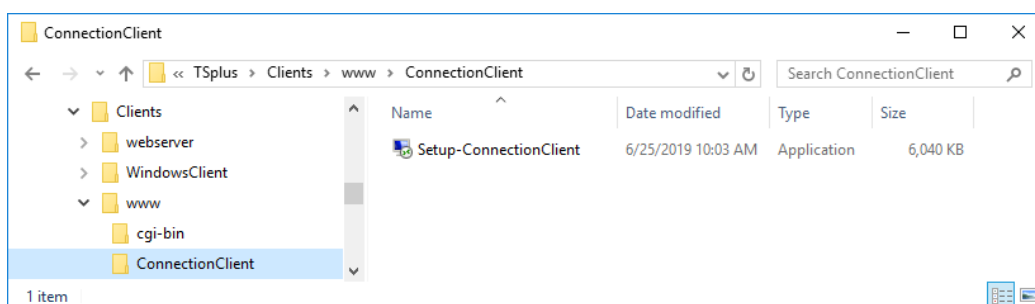 ConnectionClient
« TSplus > Clients > www > ConnectionClient
Search ConnectionClient
Clients
webserver
WindowsClient
www
cgi-bin
ConnectionClient
Name Date modified Type Size
Setup-ConnectionClient 6/25/2019 10:03 AM Application 6,040 KB
1 item